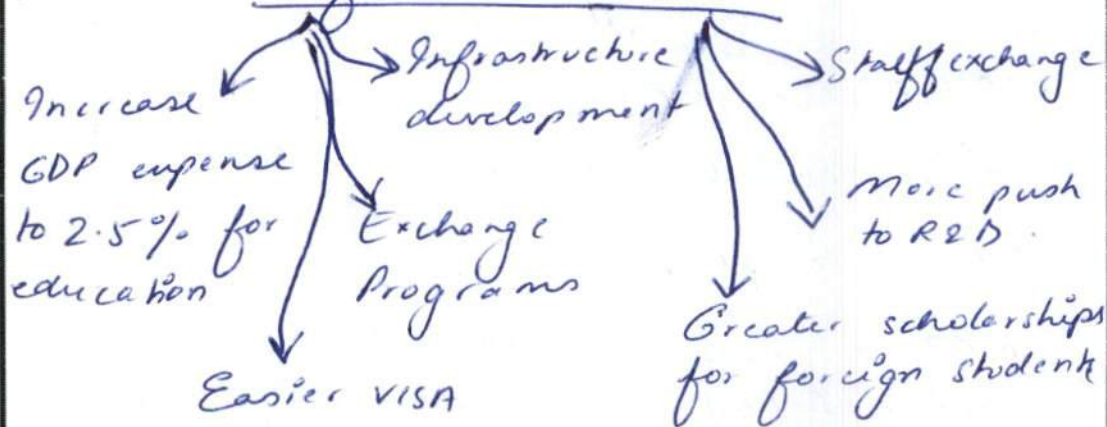 Infrastructure
development
Staff exchange
Increase
GDP expense
to 2.5% for
education
Exchange
Programs
More push
to R&D.
Easier VISA
Greater scholarships
for foreign students